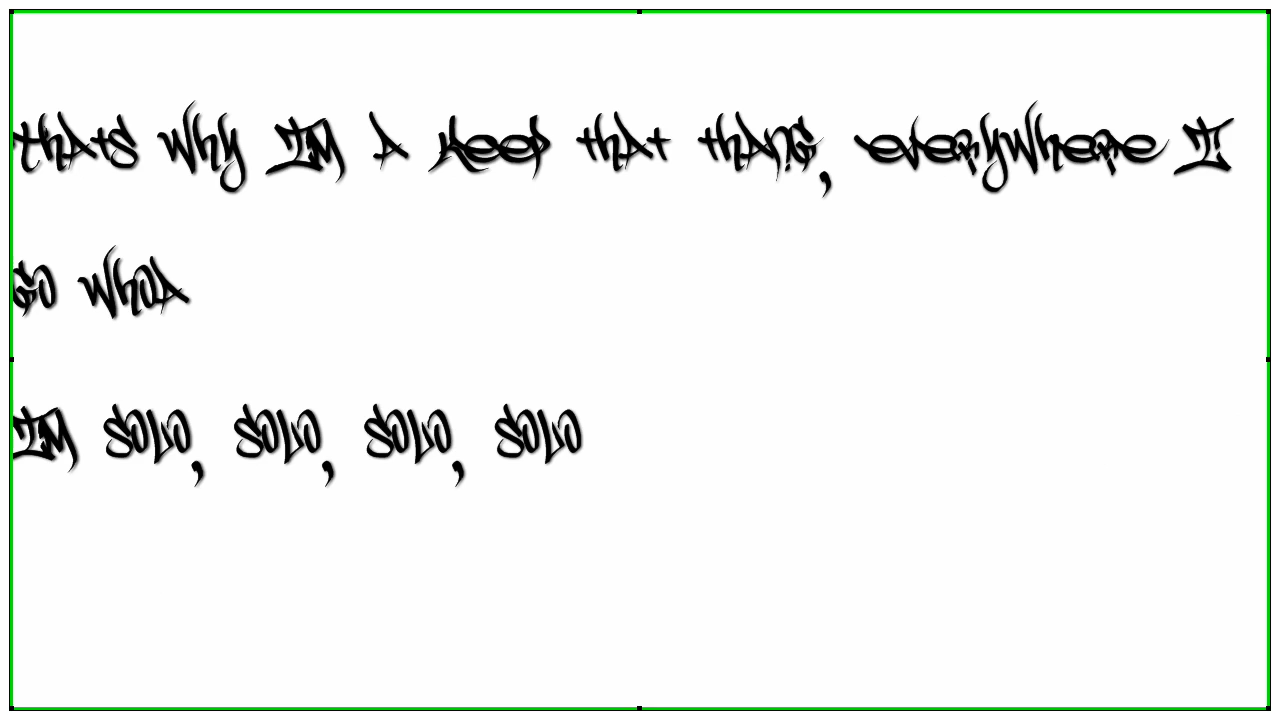 thats why IM a keep that thang, everywhere I
go whoa
IM solo, solo, solo, solo